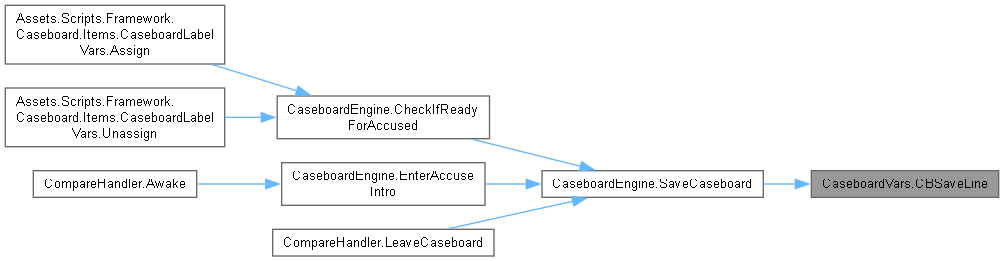 Assets.Scripts.Framework.
Caseboard.Items.CaseboardLabel
Vars.Assign
Assets.Scripts.Framework.
Caseboard.Items.CaseboardLabel
Vars.Unassign
CaseboardEngine.CheckIfReady
ForAccused
CompareHandler.Awake
CaseboardEngine.EnterAccuse
Intro
CaseboardEngine.SaveCaseboard
CaseboardVars.CBSaveLine
CompareHandler.LeaveCaseboard